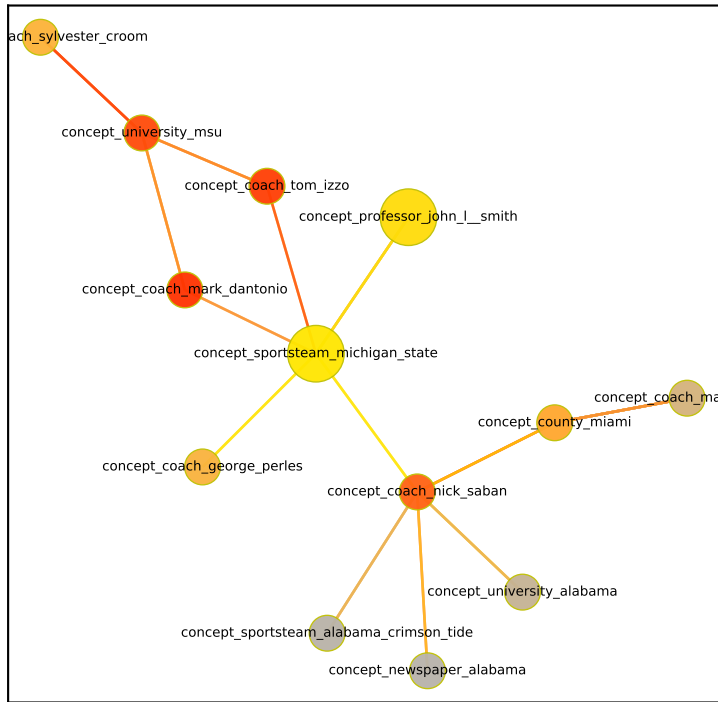 ach_sylvester_croom
concept_university_msu
concept_coach_tom_izzo
concept_professor_john_l__smith
concept_coach_mark_dantonio
concept_sportsteam_michigan_state
concept_coach_ma
concept_county_miami
concept_coach_george_perles
concept_coach_nick_saban
concept_university_alabama
concept_sportsteam_alabama_crimson_tide
concept_newspaper_alabama